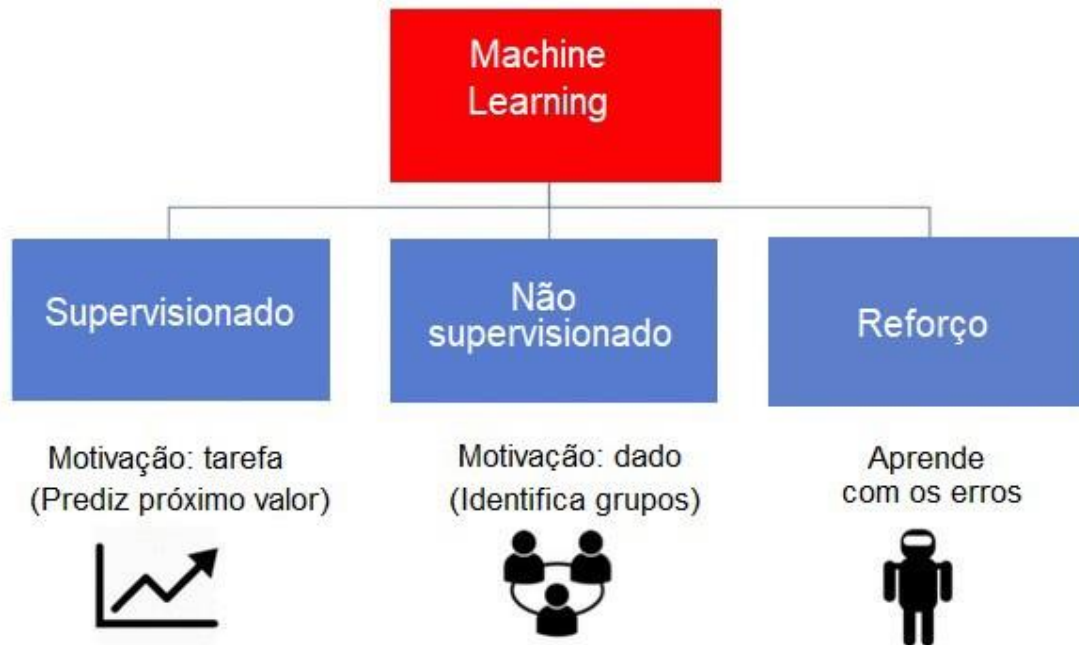 Machine
Learning
Supervisionado
Não
supervisionado
Reforço
Motivação: tarefa
(Prediz próximo valor)
Motivação: dado
(Identifica grupos)
Aprende
com os erros